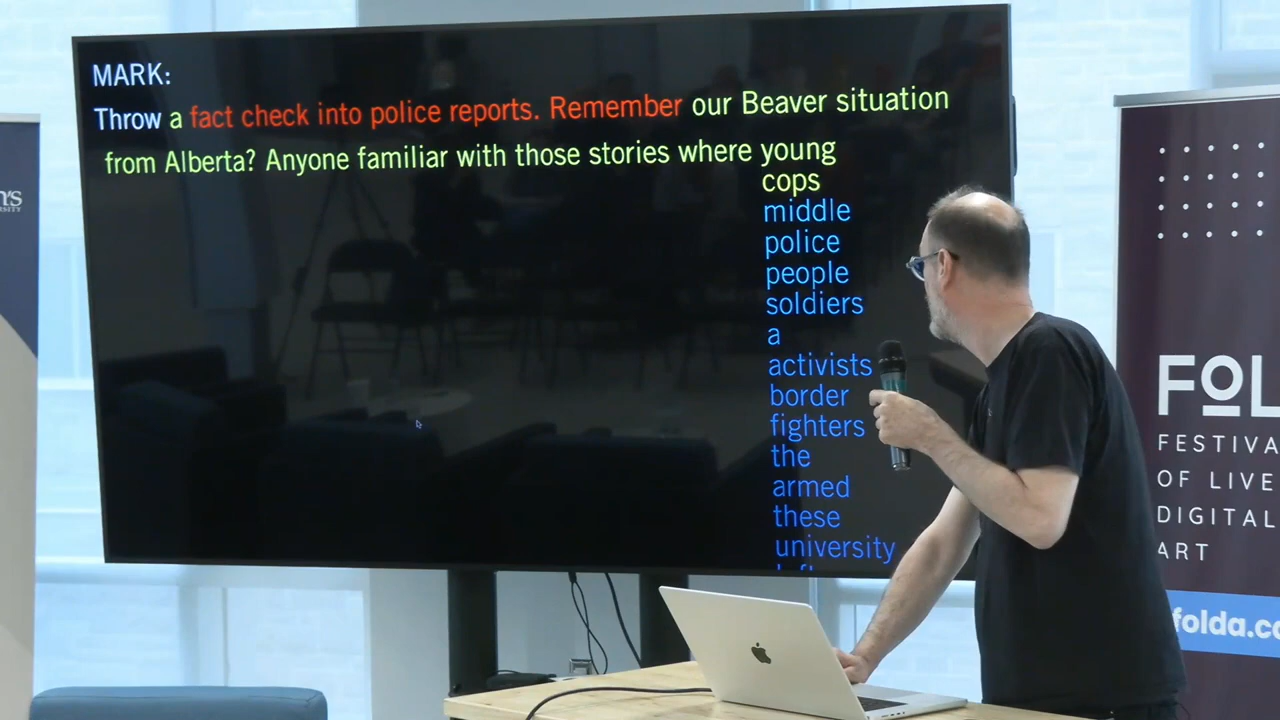 MARK:
Throw a fact check into police reports. Remember our Beaver situation
from Alberta? Anyone familiar with those stories where young
cops
middle
police
people
soldiers
a
activists
border
fighters
the
armed
these
university
FOL
FESTIVA
OF LIVE
DIGITAL
ART
folda.c